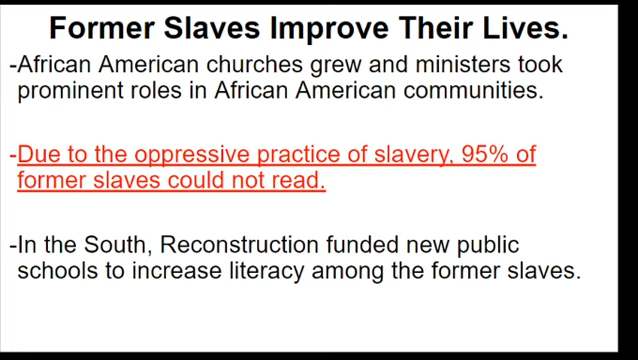 Former Slaves Improve Their Lives.
-African American churches grew and ministers took
prominent roles in African American communities.
-Due to the oppressive practice of slavery, 95% of
former slaves could not read.
-In the South, Reconstruction funded new public
schools to increase literacy among the former slaves.